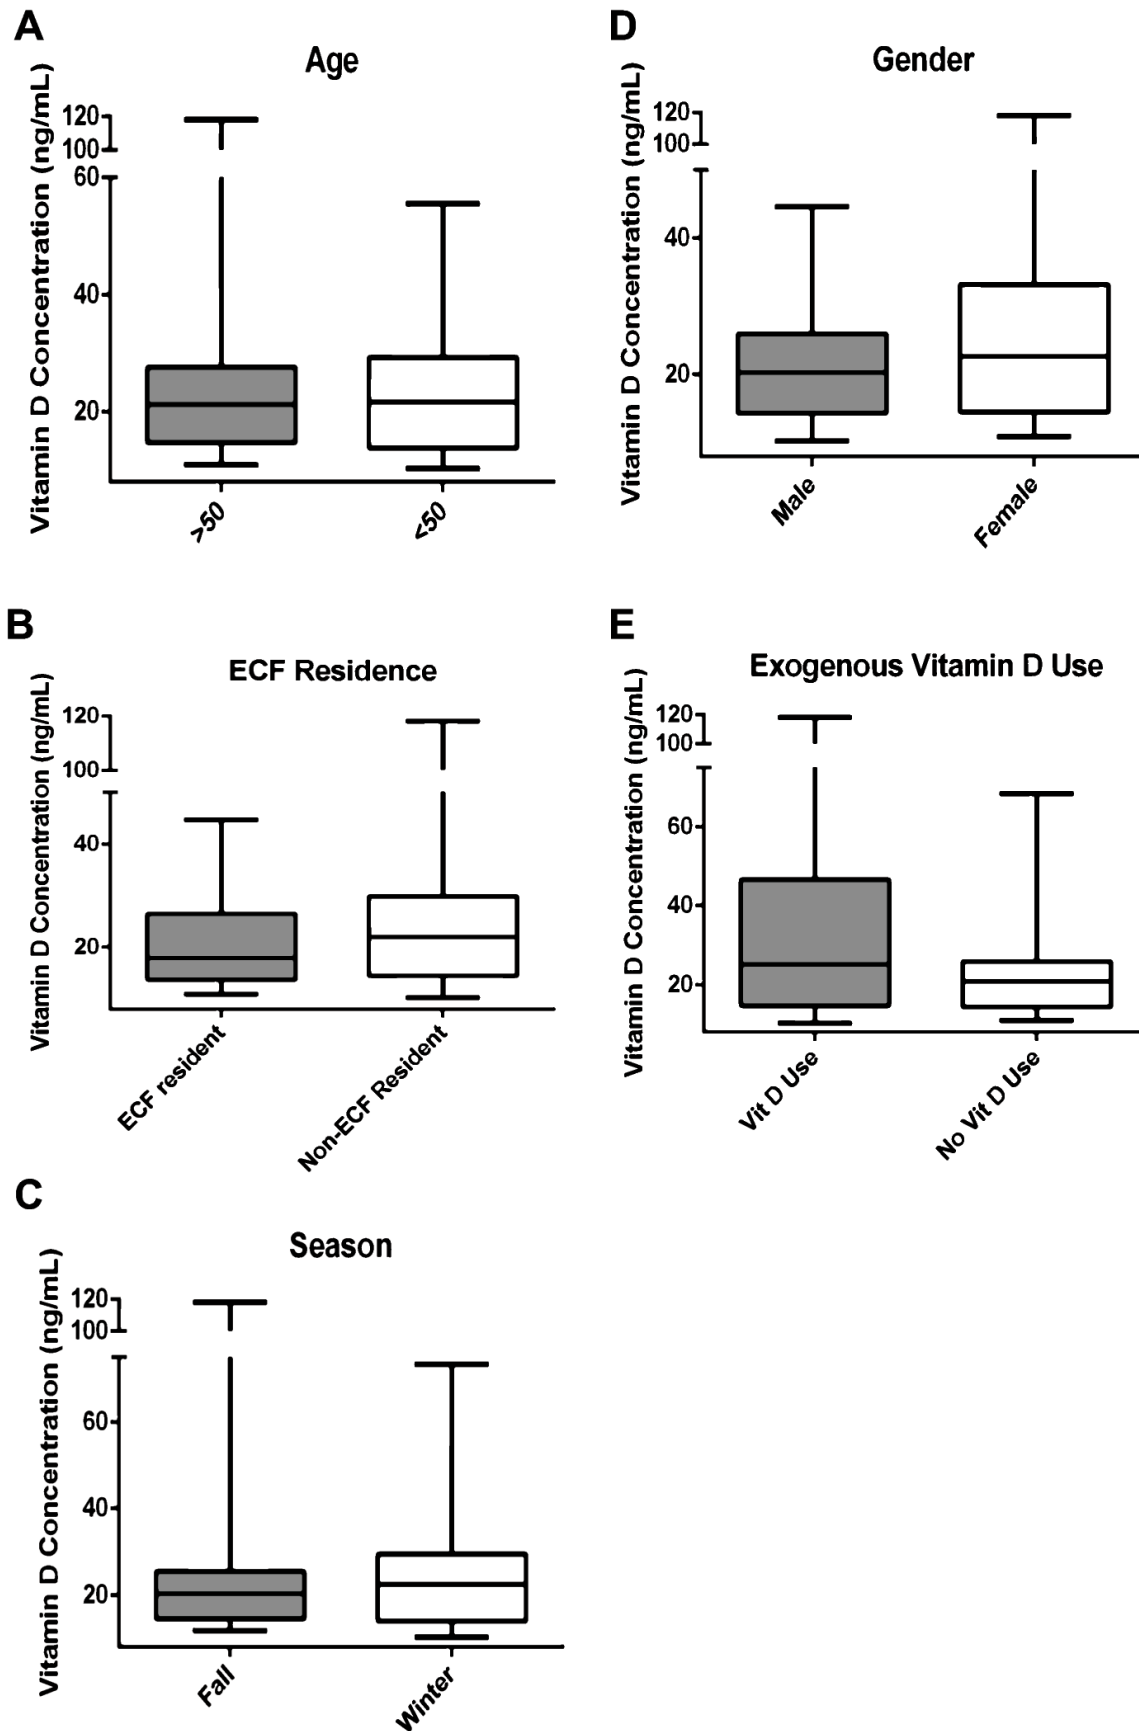 A
Age
Vitamin D Concentration (ng/mL)
120
100
60
40
20
>50
<50
B
ECF Residence
Vitamin D Concentration (ng/mL)
120
100
40
20
ECF resident
Non-ECF Resident
C
Season
Vitamin D Concentration (ng/mL)
120
100
60
40
20
Fall
Winter
D
Gender
Vitamin D Concentration (ng/mL)
120
100
40
20
Male
Female
E
Exogenous Vitamin D Use
Vitamin D Concentration (ng/mL)
120
100
60
40
20
Vit D Use
No Vit D Use